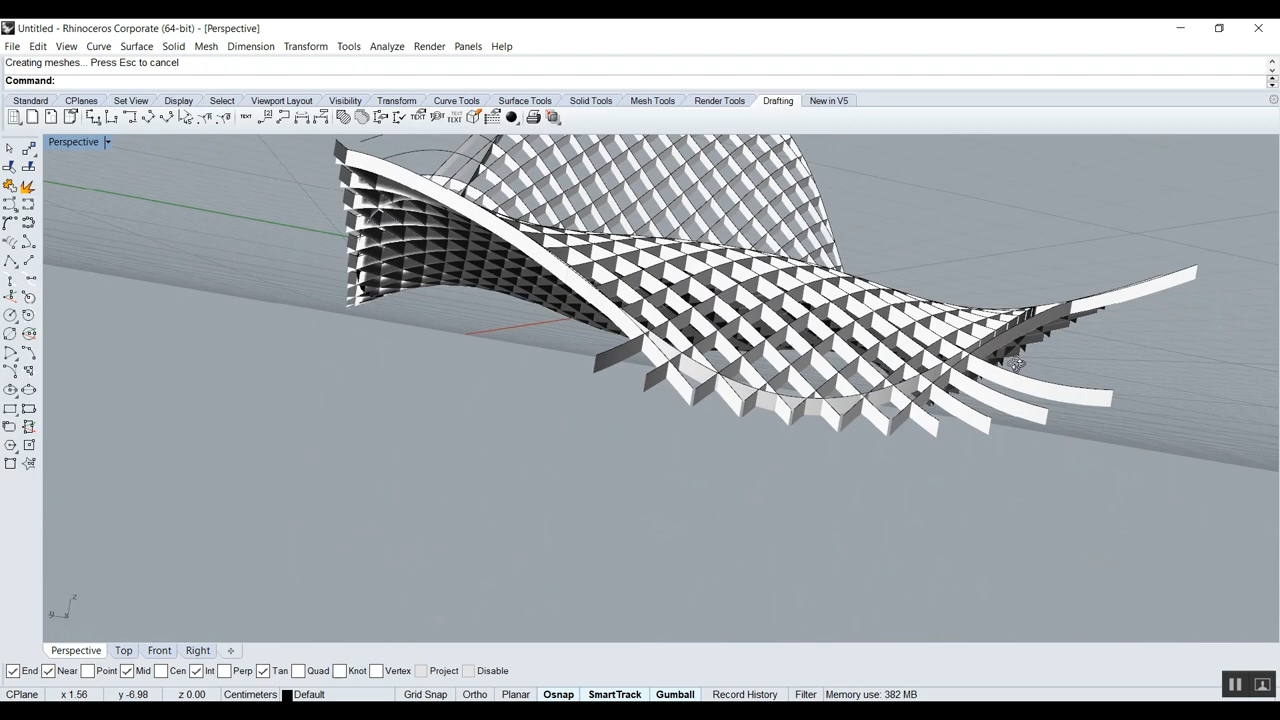 Untitled - Rhinoceros Corporate (64-bit) - [Perspective]
File Edit View Curve Surface Solid Mesh Dimension Transform Tools Analyze Render Panels Help
Creating meshes... Press Esc to cancel
Command:
Standard CPlanes Set View Display Select Viewport Layout Visibility Transform Curve Tools Surface Tools Solid Tools Mesh Tools Render Tools Drafting New in V5
Perspective
z
y x
Perspective Top Front Right
End Near Point Mid Cen Int Perp Tan Quad Knot Vertex Project Disable
CPlane x 1.56 y -6.98 z 0.00 Centimeters Default Grid Snap Ortho Planar Osnap SmartTrack Gumball Record History Filter Memory use: 382 MB